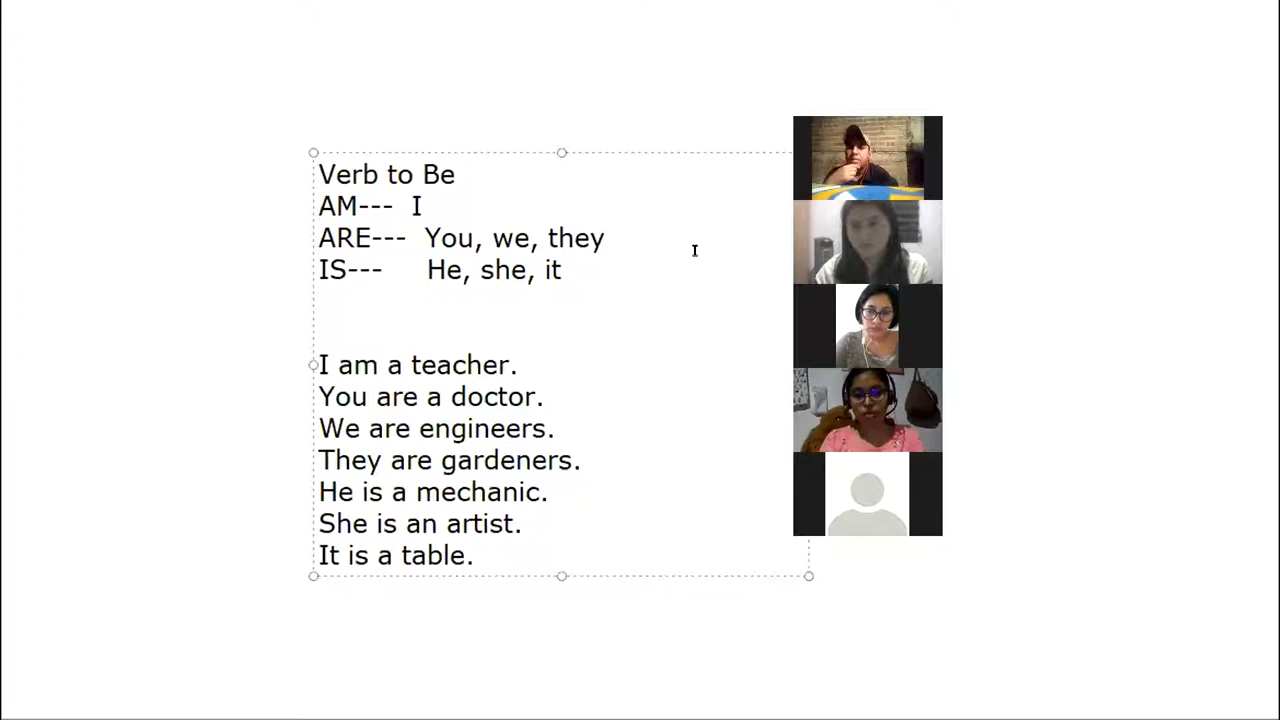 Verb to Be
AM--- I
ARE--- You, we, they
IS--- He, she, it
I am a teacher.
You are a doctor.
We are engineers.
They are gardeners.
He is a mechanic.
She is an artist.
It is a table.